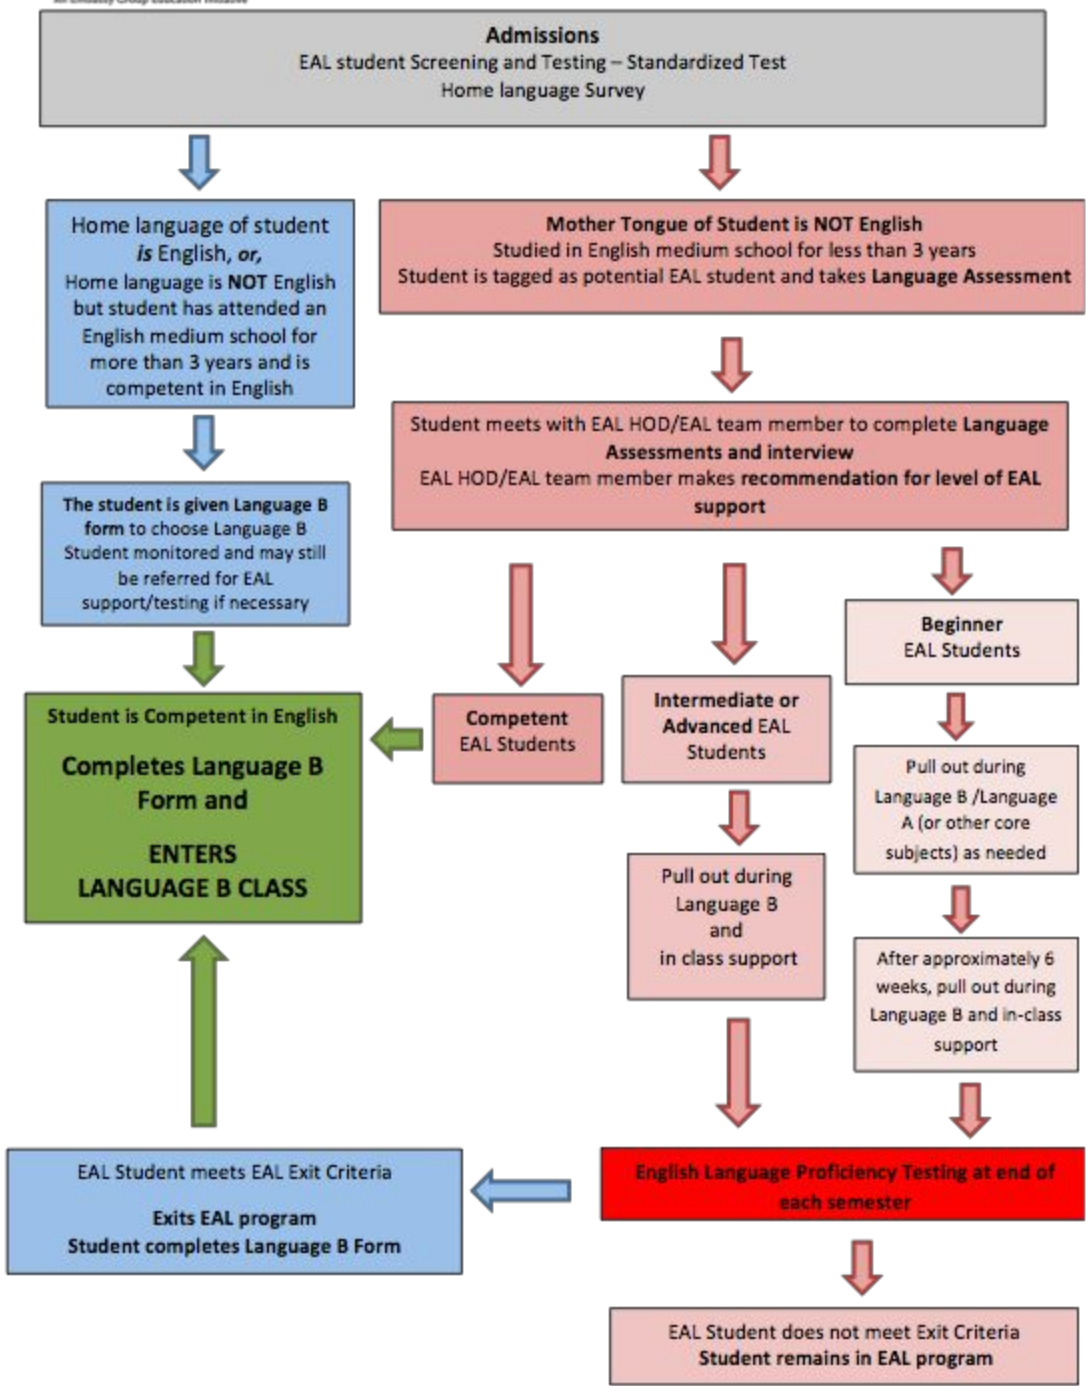 An Embassy Group Education Initiative
Admissions
EAL student Screening and Testing – Standardized Test
Home language Survey
Home language of student
is English, or,
Home language is NOT English
but student has attended an
English medium school for
more than 3 years and is
competent in English
Mother Tongue of Student is NOT English
Studied in English medium school for less than 3 years
Student is tagged as potential EAL student and takes Language Assessment
Student meets with EAL HOD/EAL team member to complete Language
Assessments and interview
EAL HOD/EAL team member makes recommendation for level of EAL
support
The student is given Language B
form to choose Language B
Student monitored and may still
be referred for EAL
support/testing if necessary
Beginner
EAL Students
Student is Competent in English
Completes Language B
Form and
ENTERS
LANGUAGE B CLASS
Competent
EAL Students
Intermediate or
Advanced EAL
Students
Pull out during
Language B /Language
A (or other core
subjects) as needed
Pull out during
Language B
and
in class support
After approximately 6
weeks, pull out during
Language B and in-class
support
EAL Student meets EAL Exit Criteria
Exits EAL program
Student completes Language B Form
English Language Proficiency Testing at end of
each semester
EAL Student does not meet Exit Criteria
Student remains in EAL program